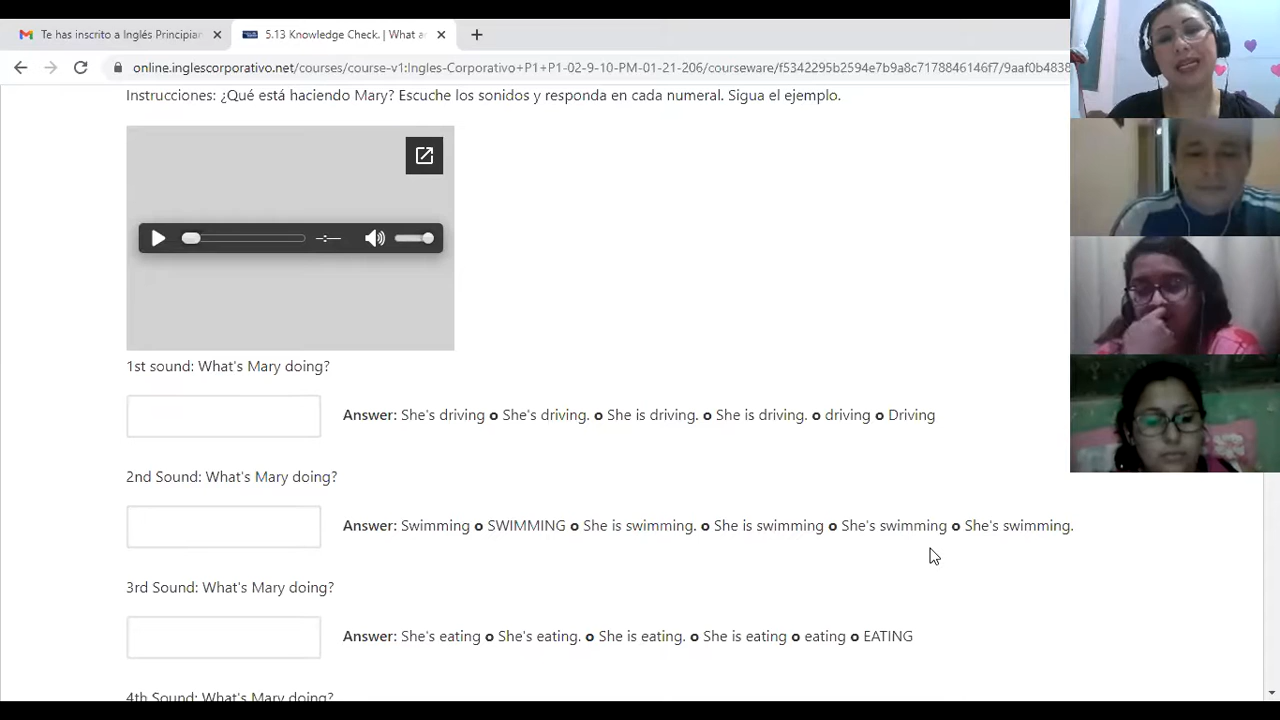 Te has inscrito a Inglés Principian
5.13 Knowledge Check. | What a
online.inglescorporativo.net/courses/course-v1:Ingles-Corporativo+P1+P1-02-9-10-PM-01-21-206/courseware/f5342295b2594e7b9a8c7178846146f7/9aaf0b4838
Instrucciones: ¿Qué está haciendo Mary? Escuche los sonidos y responda en cada numeral. Sigua el ejemplo.
-:--
1st sound: What's Mary doing?
Answer: She's driving o She's driving. o She is driving. o She is driving. o driving o Driving
2nd Sound: What's Mary doing?
Answer: Swimming o SWIMMING o She is swimming. o She is swimming o She's swimming o She's swimming.
3rd Sound: What's Mary doing?
Answer: She's eating o She's eating. o She is eating. o She is eating o eating o EATING
4th Sound: What's Mary doing?